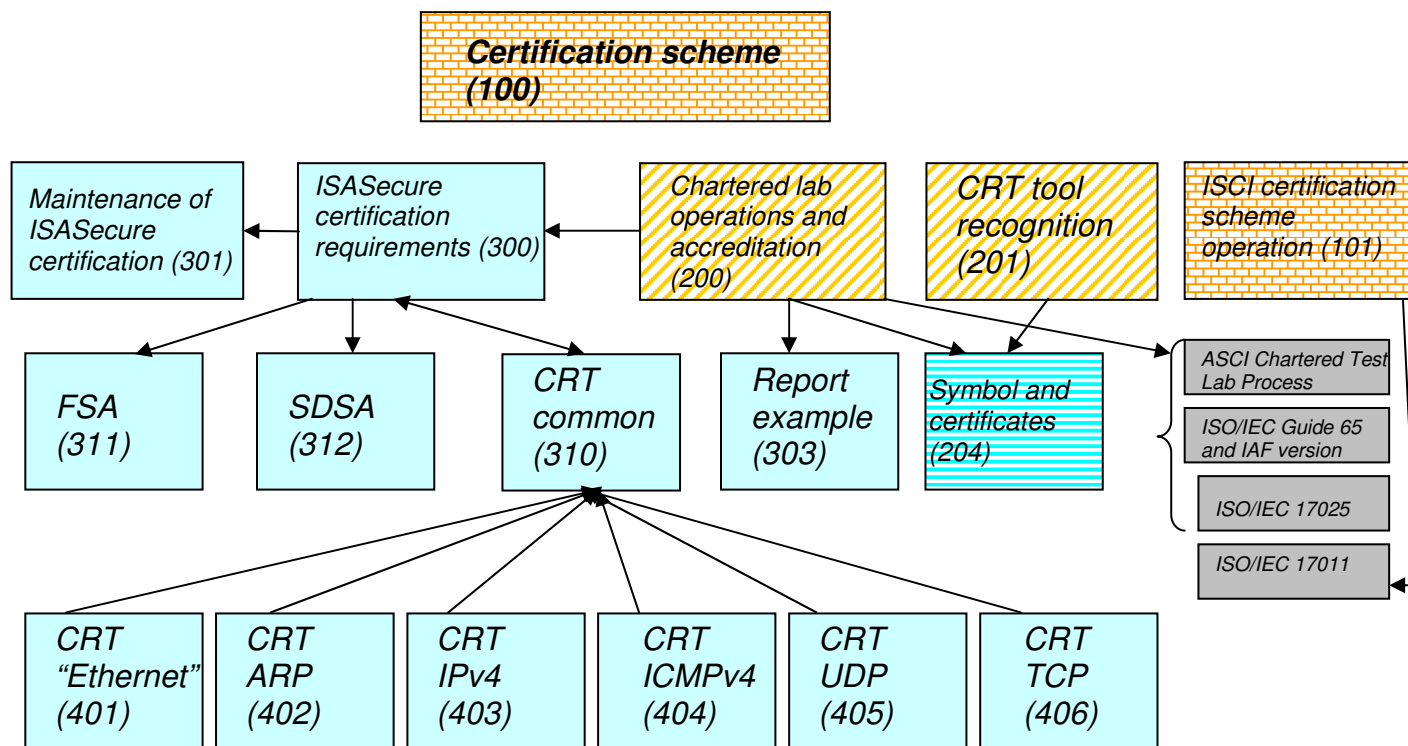 Certification scheme
(100)
Maintenance of
ISASecure
certification (301)
ISASecure
certification
requirements (300)
Chartered lab
operations and
accreditation
(200)
CRT tool
recognition
(201)
ISCI certification
scheme
operation (101)
FSA
(311)
SDSA
(312)
CRT
common
(310)
Report
example
(303)
Symbol and
certificates
(204)
ASCI Chartered Test
Lab Process
ISO/IEC Guide 65
and IAF version
ISO/IEC 17025
ISO/IEC 17011
CRT
“Ethernet”
(401)
CRT
ARP
(402)
CRT
IPv4
(403)
CRT
ICMPv4
(404)
CRT
UDP
(405)
CRT
TCP
(406)